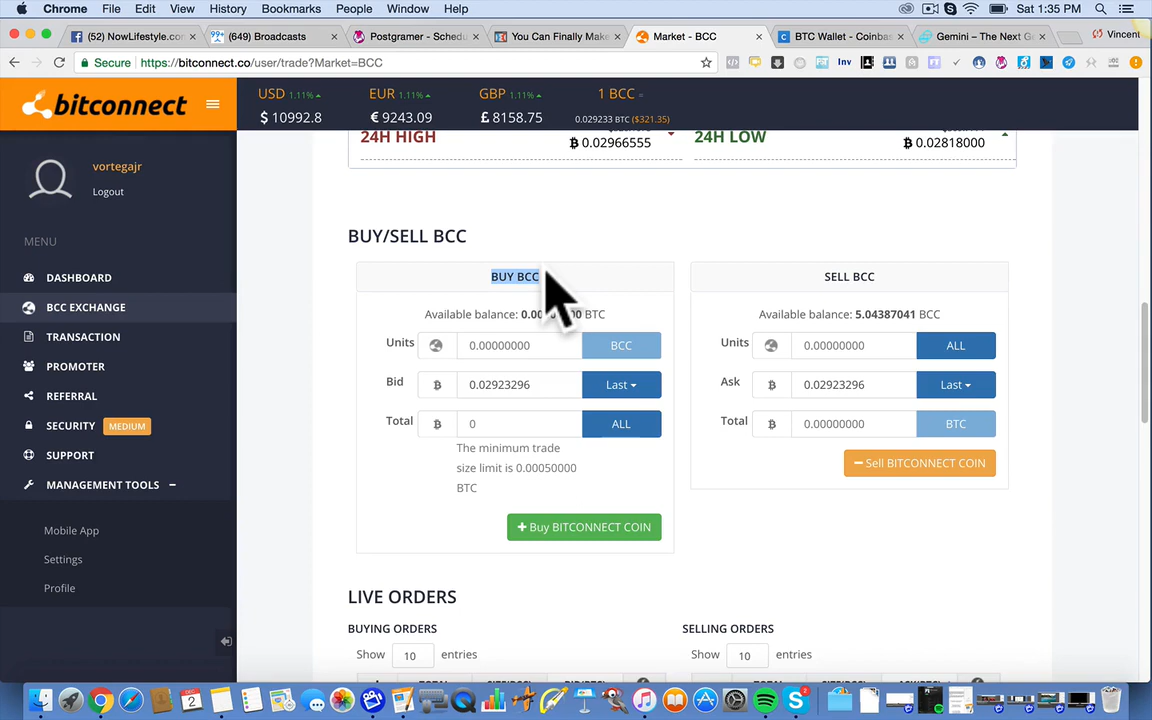 Chrome File Edit View History Bookmarks People Window Help Sat 1:35 PM
(52) NowLifestyle.co (649) Broadcasts Postgramer - Schedu You Can Finally Make Market - BCC BTC Wallet - Coinbas Gemini – The Next G Vincent
Secure https://bitconnect.co/user/trade?Market=BCC Inv
bitconnect
USD 1.11% EUR 1.11% GBP 1.11% 1 BCC =
$ 10992.8 € 9243.09 £ 8158.75 0.029233 BTC ($321.35)
24H HIGH 0.02966555 24H LOW 0.02818000
vortegajr
Logout
MENU
DASHBOARD
BCC EXCHANGE
TRANSACTION
PROMOTER
REFERRAL
SECURITY MEDIUM
SUPPORT
MANAGEMENT TOOLS
Mobile App
Settings
Profile
BUY/SELL BCC
BUY BCC
Available balance: BTC
Units 0.00000000 BCC
Bid 0.02923296 Last
Total 0 ALL
The minimum trade
size limit is 0.00050000
BTC
+ Buy BITCONNECT COIN
SELL BCC
Available balance: 5.04387041 BCC
Units 0.00000000 ALL
Ask 0.02923296 Last
Total 0.00000000 BTC
− Sell BITCONNECT COIN
LIVE ORDERS
BUYING ORDERS
Show 10 entries
SELLING ORDERS
Show 10 entries